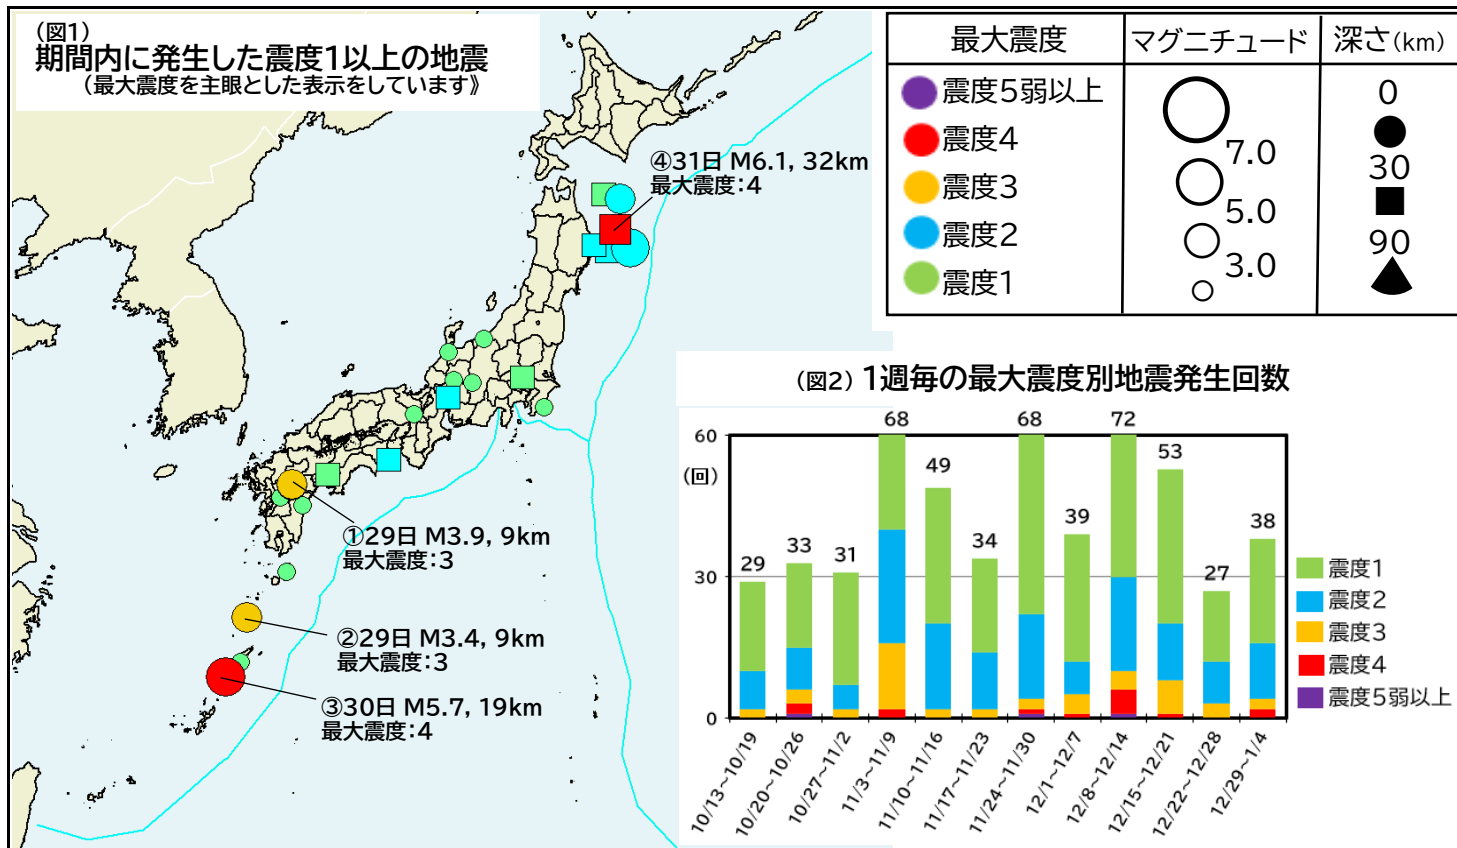 (図1)
期間内に発生した震度1以上の地震
(最大震度を主眼とした表示をしています》
④31日 M6.1, 32km
最大震度:4
①29日 M3.9, 9km
最大震度:3
②29日 M3.4, 9km
最大震度:3
③30日 M5.7, 19km
最大震度:4
最大震度 マグニチュード 深さ(km)
震度5弱以上
震度4
震度3
震度2
震度1
7.0
5.0
3.0
0
30
90
(図2) 1週毎の最大震度別地震発生回数
(回)
60
30
0
29 33 31 68 49 34 68 39 72 53 27 38
10/13~10/19
10/20~10/26
10/27~11/2
11/3~11/9
11/10~11/16
11/17~11/23
11/24~11/30
12/1~12/7
12/8~12/14
12/15~12/21
12/22~12/28
12/29~1/4
震度1
震度2
震度3
震度4
震度5弱以上